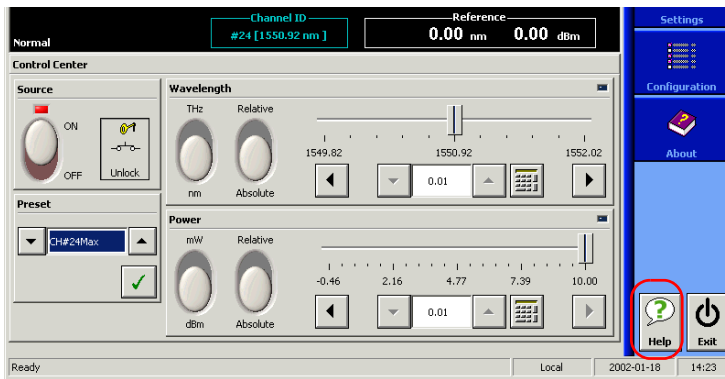 Channel ID
Reference
Settings
#24 [1550.92 nm ]
0.00 nm 0.00 dBm
Normal
Control Center
Source
Wavelength
Configuration
THz Relative
ON
OFF
Unlock
1549.82 1550.92 1552.02
About
0.01
nm Absolute
Preset
Power
CH#24Max
mW Relative
-0.46 2.16 4.77 7.39 10.00
0.01
dBm Absolute
Help Exit
Ready
Local
2002-01-18
14:23